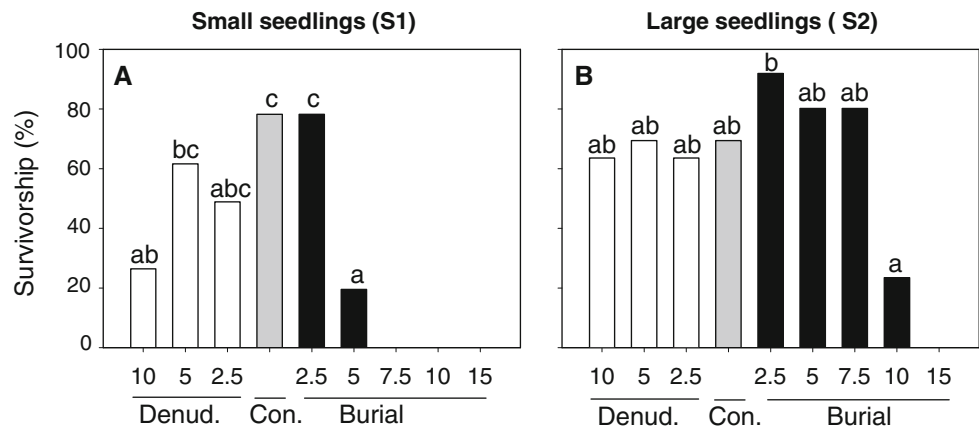 Small seedlings (S1) Large seedlings ( S2)
Survivorship (%)
100
80
60
40
20
0
A
ab
bc
abc
c
c
a
10 5 2.5 2.5 5 7.5 10 15
Denud. Con. Burial
B
ab
ab
ab
ab
b
ab
ab
a
10 5 2.5 2.5 5 7.5 10 15
Denud. Con. Burial